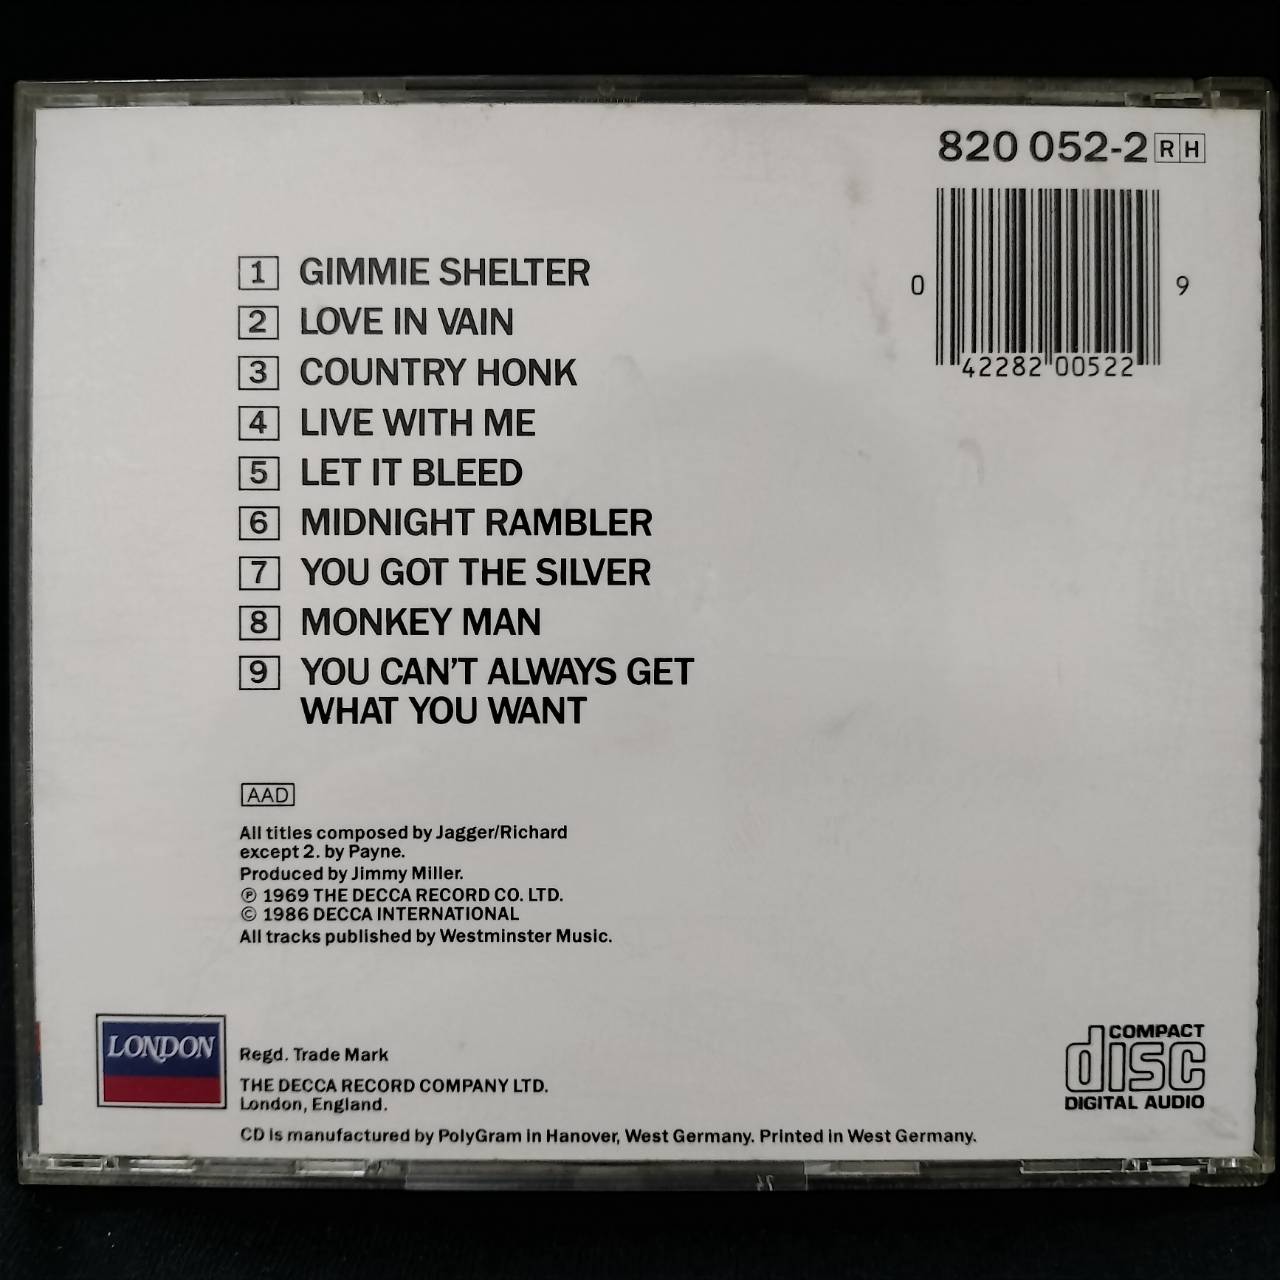 820 052-2 RH
0 42282 00522 9
1 GIMMIE SHELTER
2 LOVE IN VAIN
3 COUNTRY HONK
4 LIVE WITH ME
5 LET IT BLEED
6 MIDNIGHT RAMBLER
7 YOU GOT THE SILVER
8 MONKEY MAN
9 YOU CAN'T ALWAYS GET
WHAT YOU WANT
AAD
All titles composed by Jagger/Richard
except 2. by Payne.
Produced by Jimmy Miller.
℗ 1969 THE DECCA RECORD CO. LTD.
© 1986 DECCA INTERNATIONAL
All tracks published by Westminster Music.
LONDON
Regd. Trade Mark
THE DECCA RECORD COMPANY LTD.
London, England.
CD is manufactured by PolyGram in Hanover, West Germany. Printed in West Germany.
COMPACT
disc
DIGITAL AUDIO